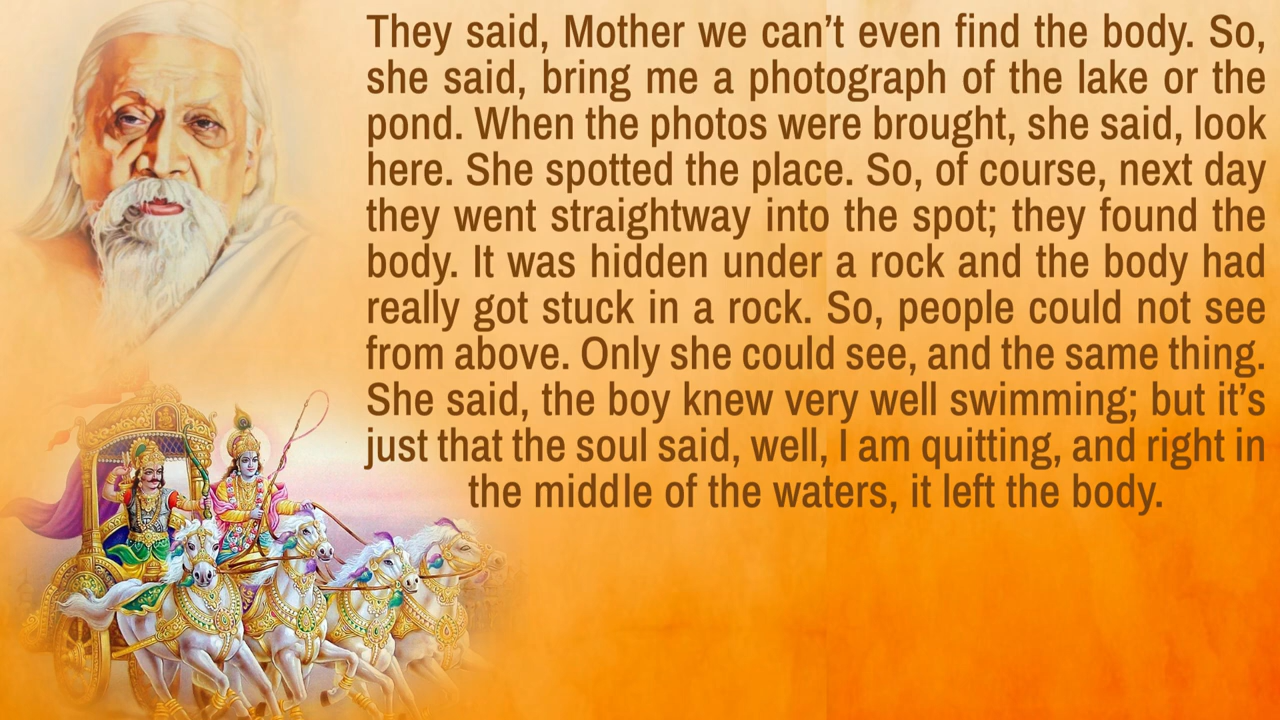 They said, Mother we can’t even find the body. So,
she said, bring me a photograph of the lake or the
pond. When the photos were brought, she said, look
here. She spotted the place. So, of course, next day
they went straightway into the spot; they found the
body. It was hidden under a rock and the body had
really got stuck in a rock. So, people could not see
from above. Only she could see, and the same thing.
She said, the boy knew very well swimming; but it’s
just that the soul said, well, I am quitting, and right in
the middle of the waters, it left the body.